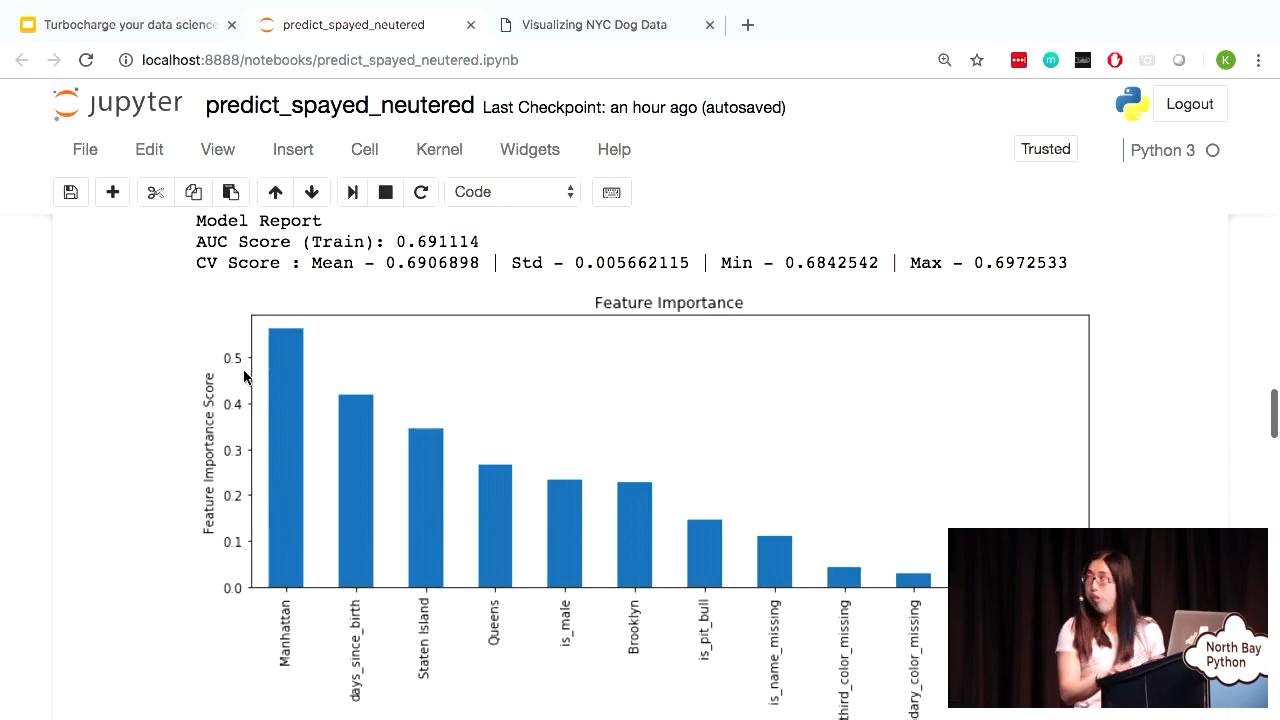 Turbocharge your data science
predict_spayed_neutered
Visualizing NYC Dog Data
localhost:8888/notebooks/predict_spayed_neutered.ipynb
K
jupyter predict_spayed_neutered Last Checkpoint: an hour ago (autosaved)
Logout
File Edit View Insert Cell Kernel Widgets Help
Trusted
Python 3
Code
Model Report
AUC Score (Train): 0.691114
CV Score : Mean - 0.6906898 | Std - 0.005662115 | Min - 0.6842542 | Max - 0.6972533
Feature Importance
Feature Importance Score
0.5
0.4
0.3
0.2
0.1
0.0
Manhattan
days_since_birth
Staten Island
Queens
is_male
Brooklyn
is_pit_bull
is_name_missing
third_color_missing
dary_color_missing
North Bay
Python